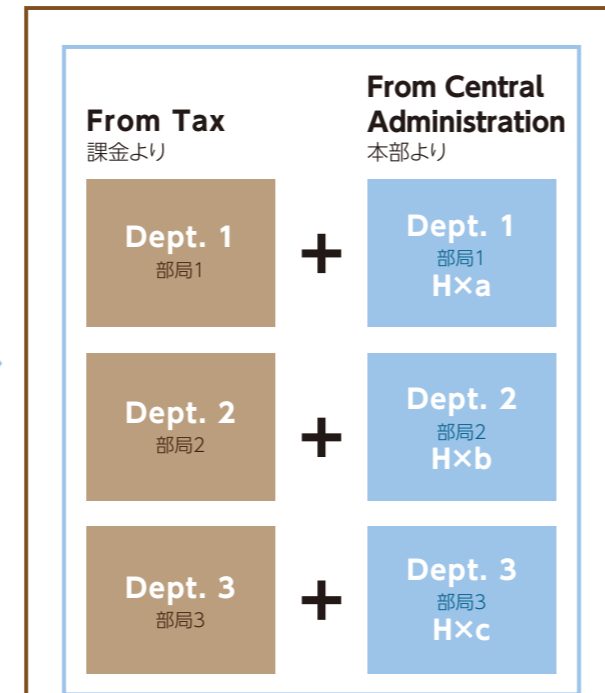 From Tax
課金より
From Central
Administration
本部より
Dept. 1
部局1
+
Dept. 1
部局1
H×a
Dept. 2
部局2
+
Dept. 2
部局2
H×b
Dept. 3
部局3
+
Dept. 3
部局3
H×c